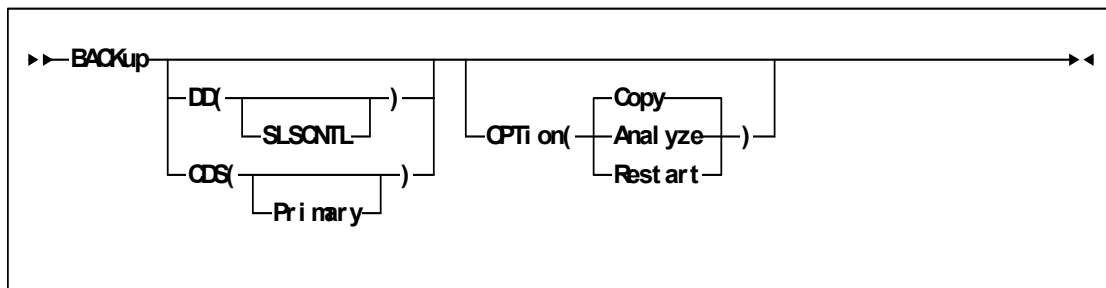 BACKup
DD( )
SLSCNTL
CDS( )
Primary
OPTion( )
Copy
Analyze
Restart